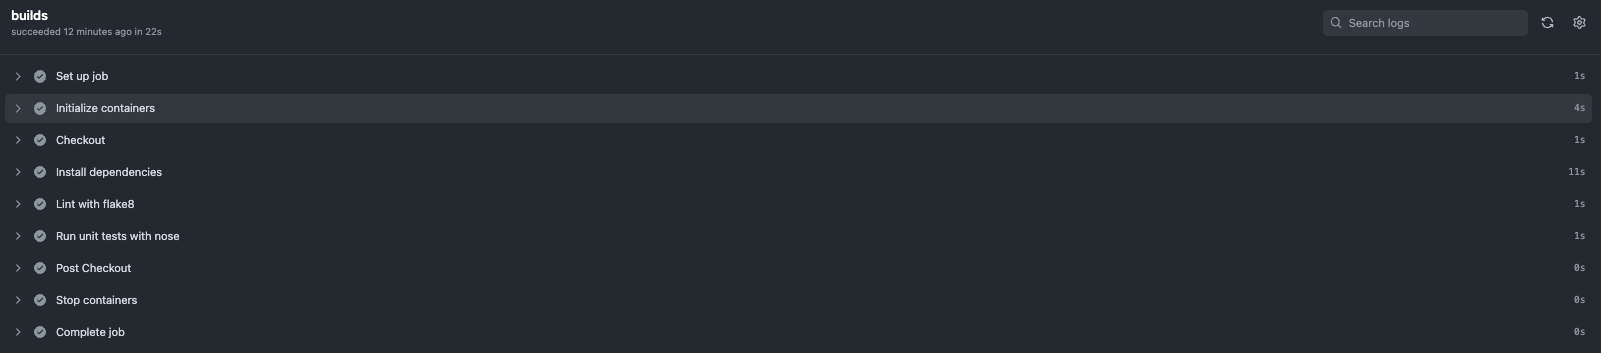 builds
succeeded 12 minutes ago in 22s
Search logs
Set up job 1s
Initialize containers 4s
Checkout 1s
Install dependencies 11s
Lint with flake8 1s
Run unit tests with nose 1s
Post Checkout 0s
Stop containers 0s
Complete job 0s